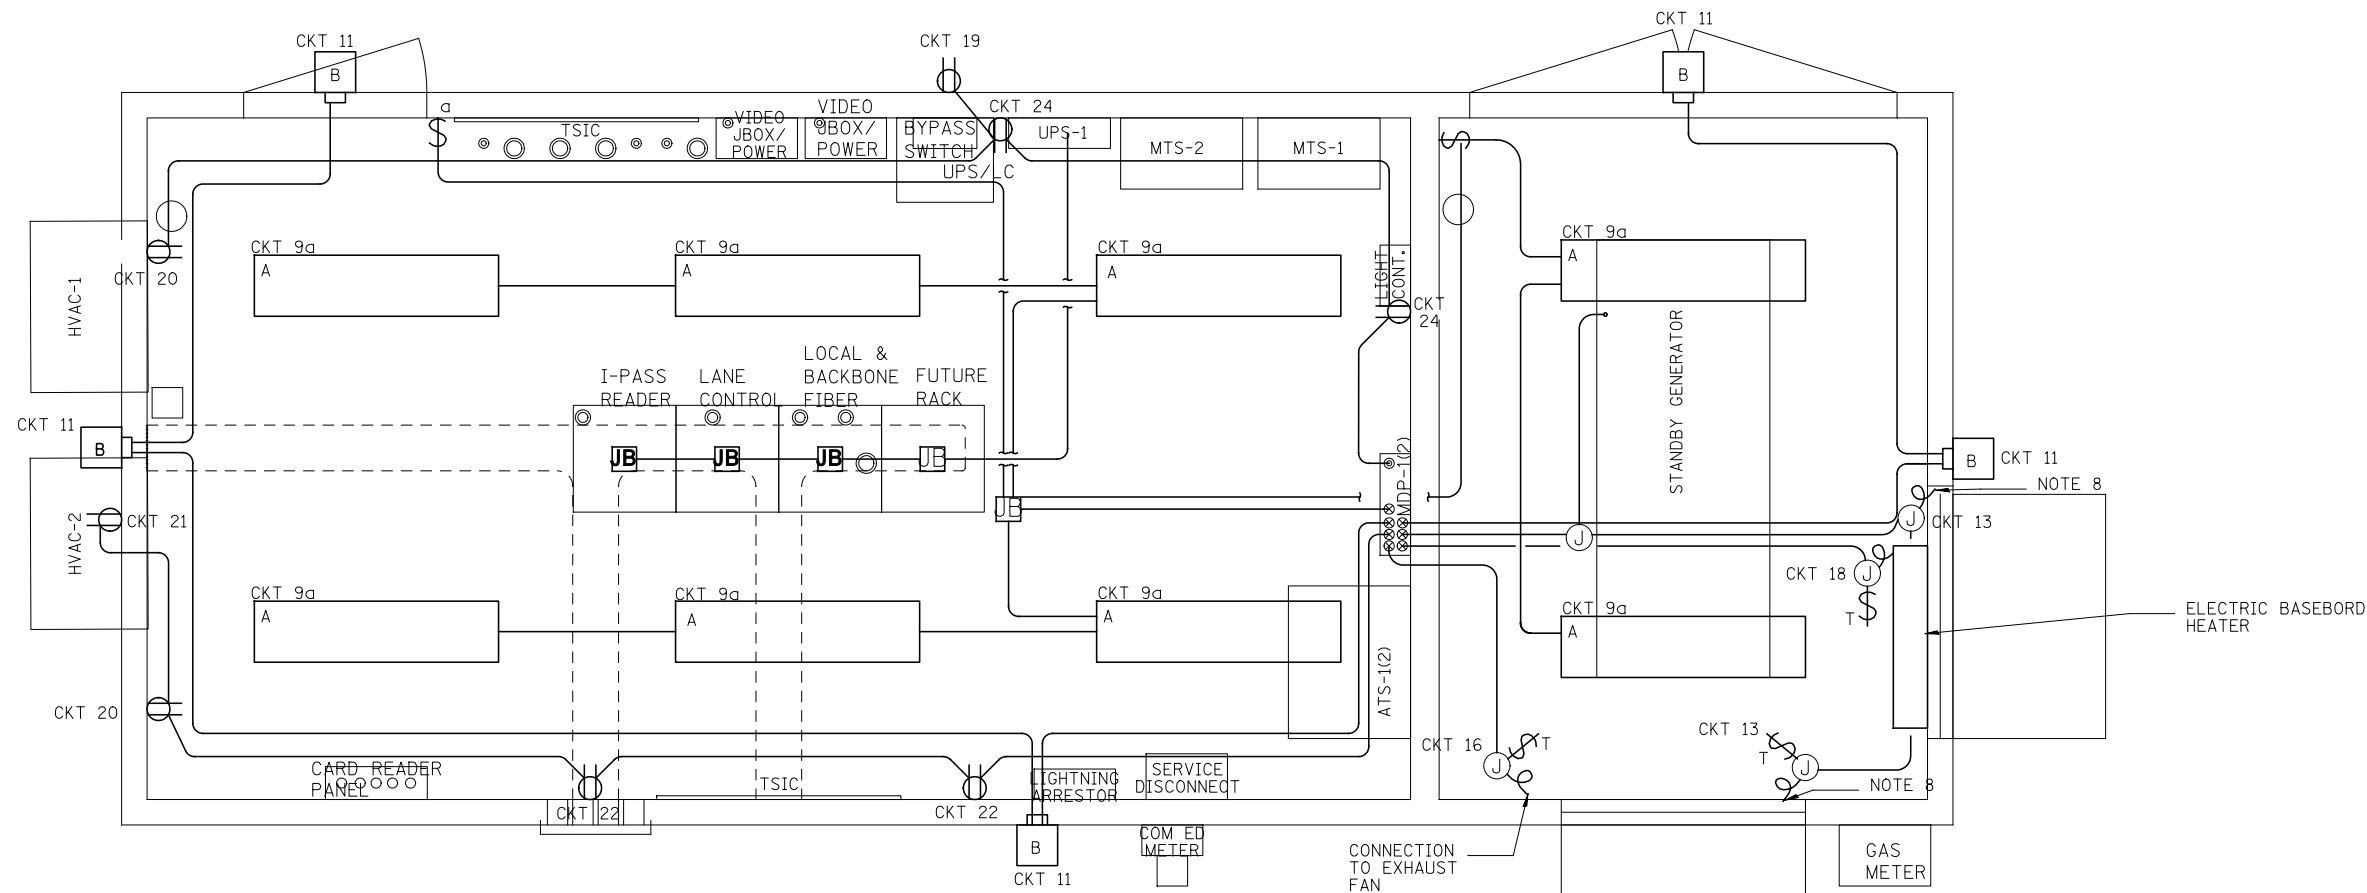 CKT 11
CKT 19
CKT 11
B
B
a
VIDEO
JBOX/
POWER
VIDEO
JBOX/
POWER
CKT 24
TSIC
BYPASS
SWITCH
UPS/LC
UPS-1
MTS-2
MTS-1
CKT 9a
A
CKT 9a
A
CKT 9a
A
CKT 9a
A
CKT 20
HVAC-1
LIGHT
CONT.
CKT
24
STANDBY GENERATOR
I-PASS
READER
LANE
CONTROL
LOCAL &
BACKBONE
FIBER
FUTURE
RACK
CKT 11
B
JB
JB
JB
JB
MDP-1(2)
B
CKT 11
NOTE 8
JB
HVAC-2
CKT 21
J
CKT 13
J
CKT 18
J
T
CKT 9a
A
CKT 9a
A
CKT 9a
A
CKT 9a
A
ELECTRIC BASEBORD
HEATER
ATS-1(2)
CKT 20
CKT 16
T
J
CKT 13
T
J
NOTE 8
CARD READER
PANEL
TSIC
LIGHTNING
ARRESTOR
SERVICE
DISCONNECT
CKT 22
CKT 22
B
CKT 11
COM ED
METER
CONNECTION
TO EXHAUST
FAN
GAS
METER